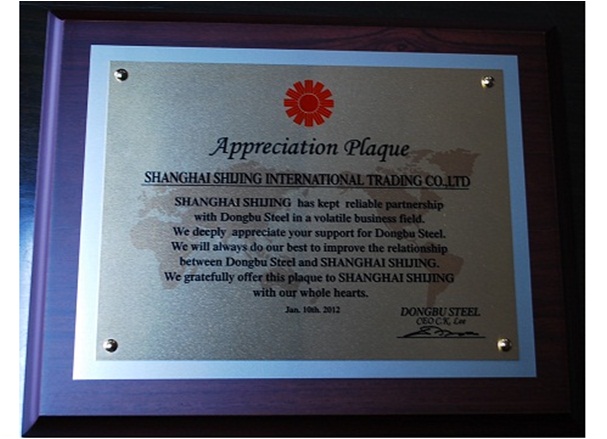 Appreciation Plaque
SHANGHAI SHIJING INTERNATIONAL TRADING CO.,LTD
SHANGHAI SHIJING has kept reliable partnership
with Dongbu Steel in a volatile business field.
We deeply appreciate your support for Dongbu Steel.
We will always do our best to improve the relationship
between Dongbu Steel and SHANGHAI SHIJING.
We gratefully offer this plaque to SHANGHAI SHIJING
with our whole hearts.
Jan. 10th. 2012
DONGBU STEEL
CEO C.K, Lee